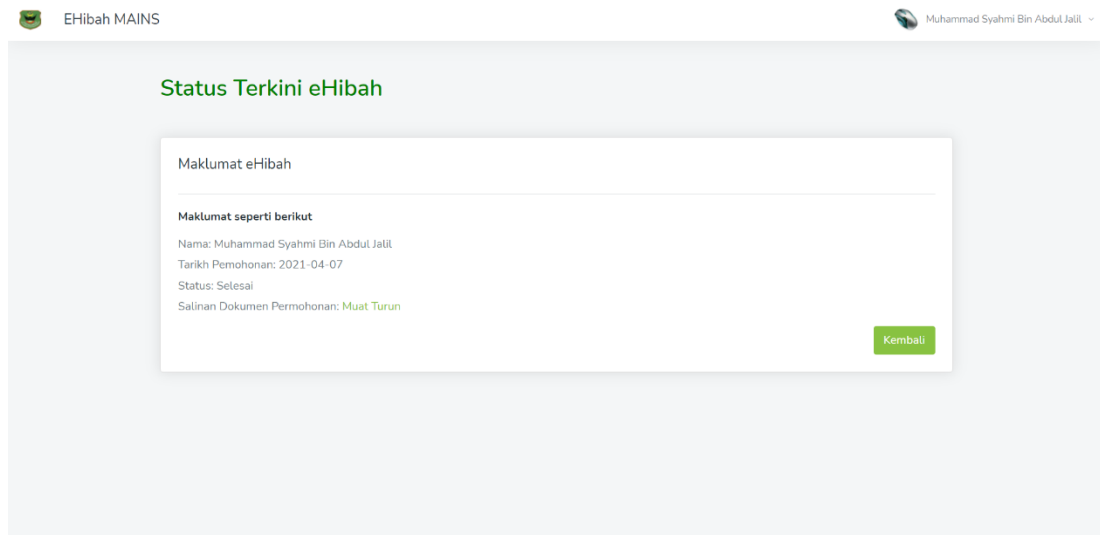 EHibah MAINS
Muhammad Syahmi Bin Abdul Jalil
Status Terkini eHibah
Maklumat eHibah
Maklumat seperti berikut
Nama: Muhammad Syahmi Bin Abdul Jalil
Tarikh Pemohonan: 2021-04-07
Status: Selesai
Salinan Dokumen Permohonan: Muat Turun
Kembali